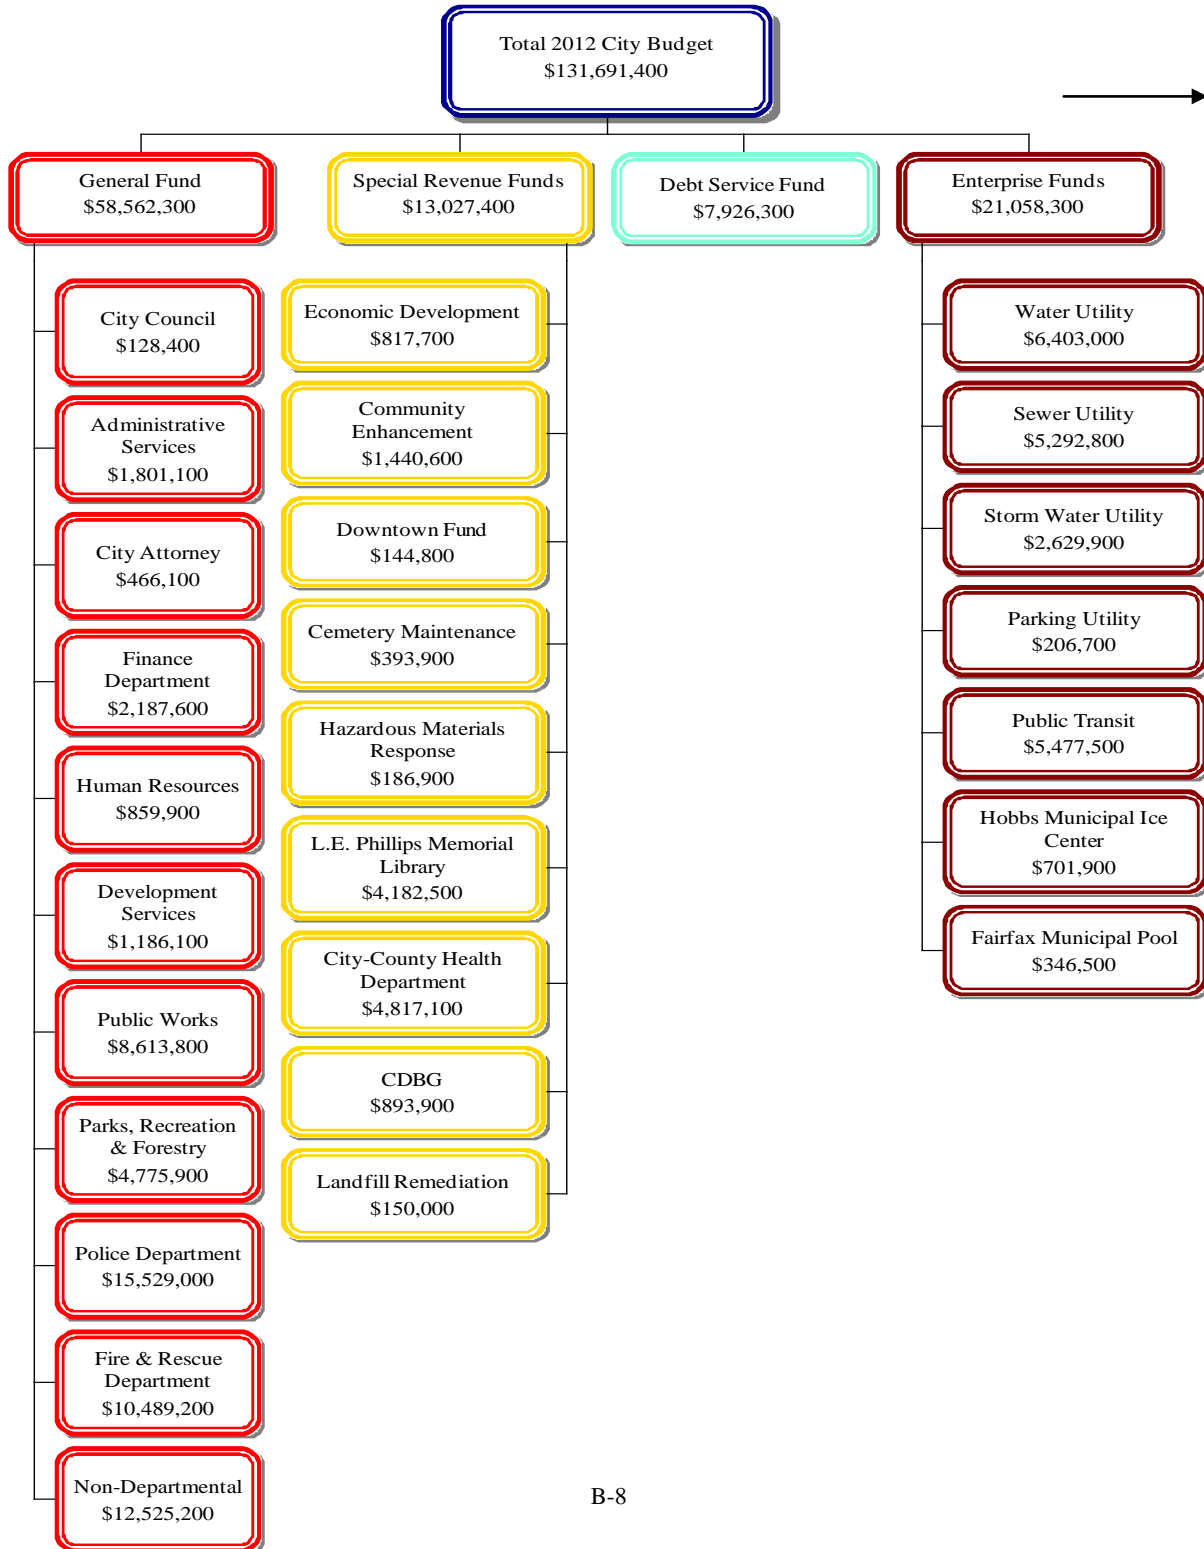 Total 2012 City Budget
$131,691,400
General Fund
$58,562,300
Special Revenue Funds
$13,027,400
Debt Service Fund
$7,926,300
Enterprise Funds
$21,058,300
City Council
$128,400
Administrative
Services
$1,801,100
City Attorney
$466,100
Finance
Department
$2,187,600
Human Resources
$859,900
Development
Services
$1,186,100
Public Works
$8,613,800
Parks, Recreation
& Forestry
$4,775,900
Police Department
$15,529,000
Fire & Rescue
Department
$10,489,200
Non-Departmental
$12,525,200
Economic Development
$817,700
Community
Enhancement
$1,440,600
Downtown Fund
$144,800
Cemetery Maintenance
$393,900
Hazardous Materials
Response
$186,900
L.E. Phillips Memorial
Library
$4,182,500
City-County Health
Department
$4,817,100
CDBG
$893,900
Landfill Remediation
$150,000
Water Utility
$6,403,000
Sewer Utility
$5,292,800
Storm Water Utility
$2,629,900
Parking Utility
$206,700
Public Transit
$5,477,500
Hobbs Municipal Ice
Center
$701,900
Fairfax Municipal Pool
$346,500
B-8